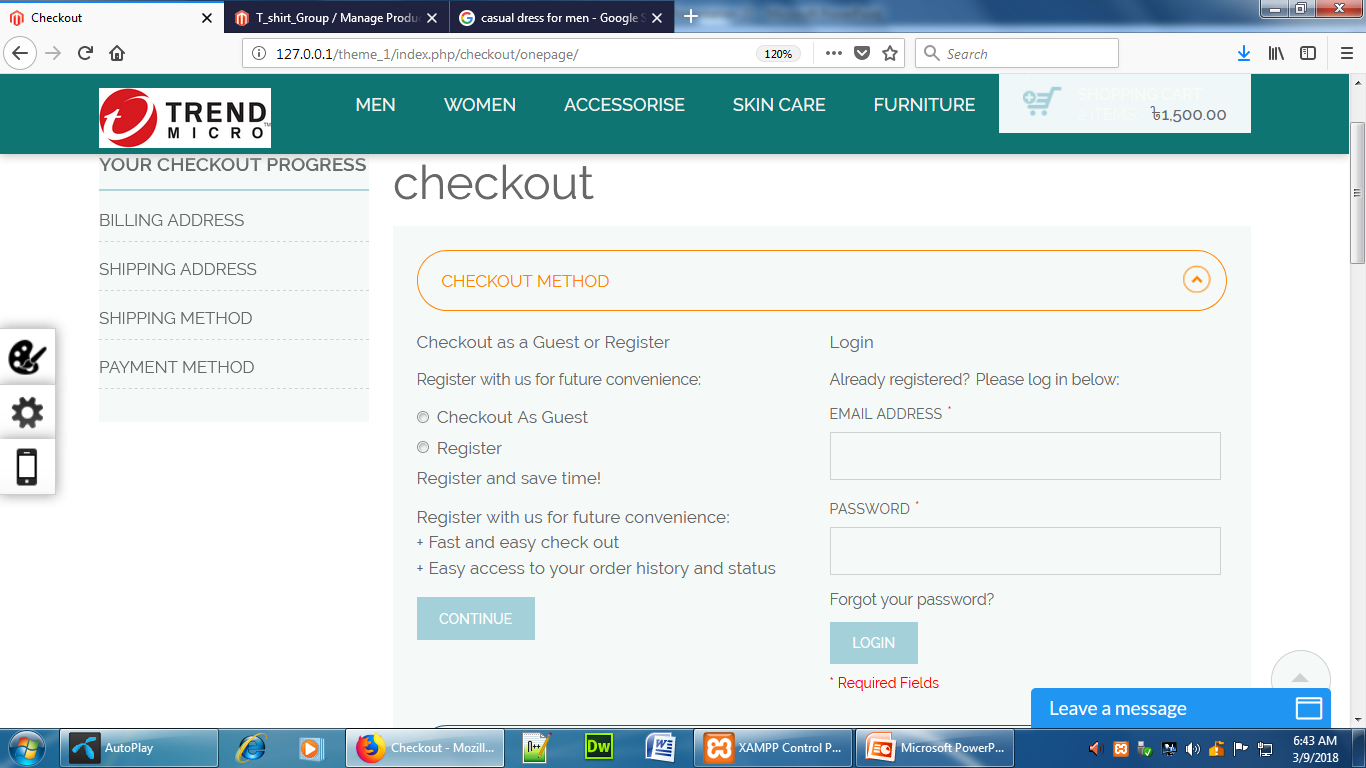 Checkout
T_shirt_Group / Manage Produ
casual dress for men - Google S
127.0.0.1/theme_1/index.php/checkout/onepage/
120%
Search
TREND
MICRO
TM
MEN
WOMEN
ACCESSORISE
SKIN CARE
FURNITURE
SHOPPING CART
ITEMS
৳1,500.00
YOUR CHECKOUT PROGRESS
BILLING ADDRESS
SHIPPING ADDRESS
SHIPPING METHOD
PAYMENT METHOD
checkout
CHECKOUT METHOD
Checkout as a Guest or Register
Register with us for future convenience:
Checkout As Guest
Register
Register and save time!
Register with us for future convenience:
+ Fast and easy check out
+ Easy access to your order history and status
CONTINUE
Login
Already registered? Please log in below:
EMAIL ADDRESS *
PASSWORD *
Forgot your password?
LOGIN
* Required Fields
Leave a message
AutoPlay
Checkout - Mozill...
N++
Dw
XAMPP Control P...
Microsoft PowerP...
6:43 AM
3/9/2018